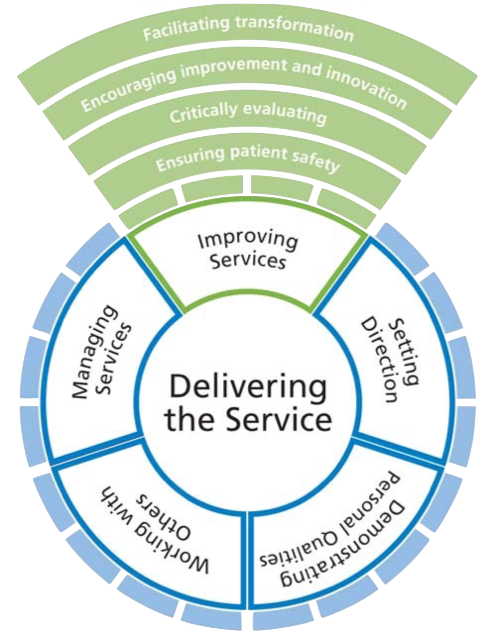 Facilitating transformation
Encouraging improvement and innovation
Critically evaluating
Ensuring patient safety
Improving
Services
Setting
Direction
Demonstrating
Personal Qualities
Working with
Others
Managing
Services
Delivering
the Service